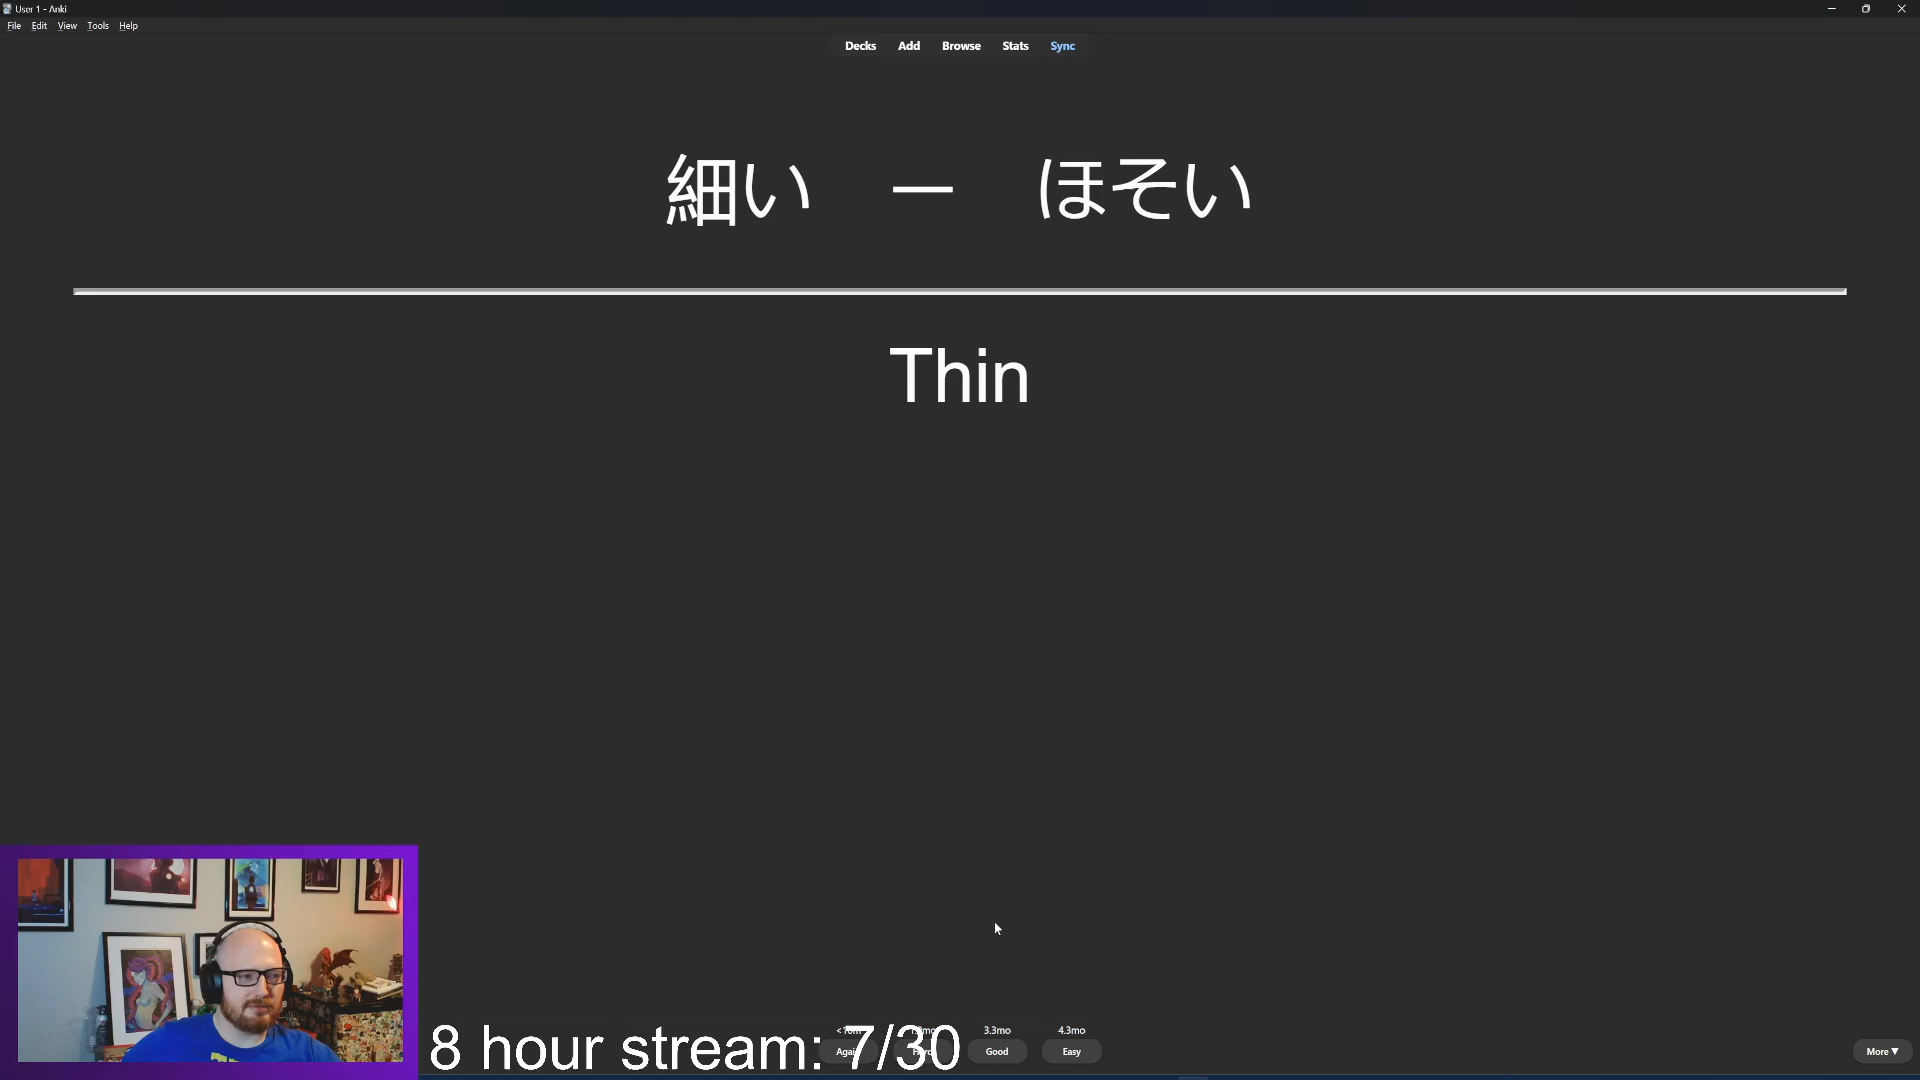 User 1 - Anki
File Edit View Tools Help
Decks Add Browse Stats Sync
細い ー ほそい
Thin
3.3mo 4.3mo
8 hour stream: 7/30
Good Easy
More ▼